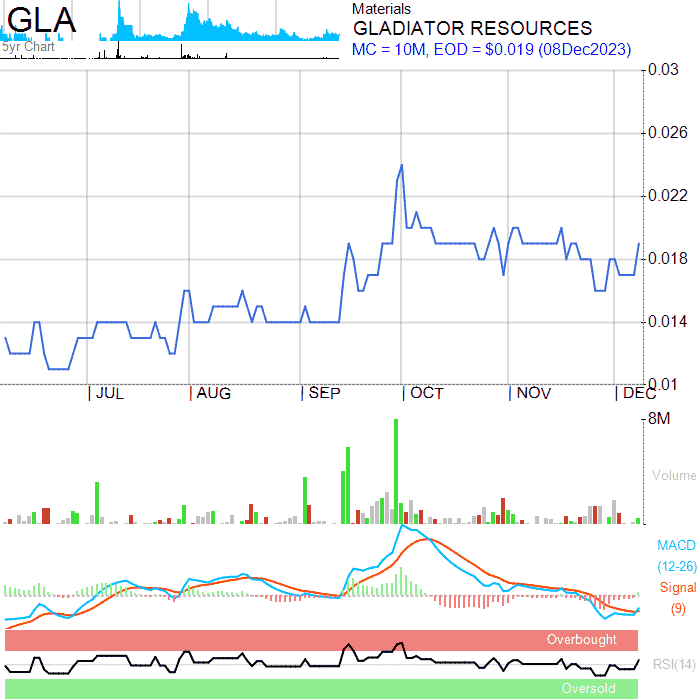 GLA
5yr Chart
Materials
GLADIATOR RESOURCES
MC = 10M, EOD = $0.019 (08Dec2023)
0.03
0.026
0.022
0.018
0.014
0.01
JUL AUG SEP OCT NOV DEC
8M
Volume
MACD
(12-26)
Signal
(9)
Overbought
RSI(14)
Oversold